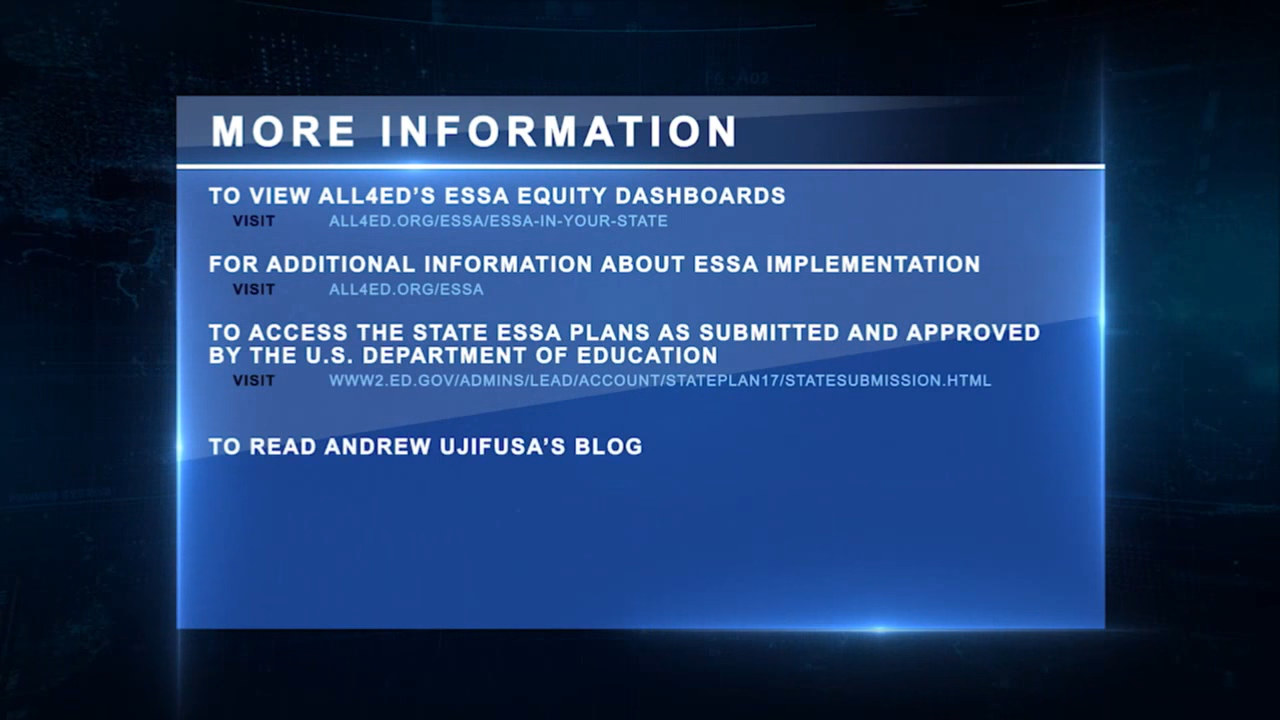 MORE INFORMATION
TO VIEW ALL4ED’S ESSA EQUITY DASHBOARDS
VISIT ALL4ED.ORG/ESSA/ESSA-IN-YOUR-STATE
FOR ADDITIONAL INFORMATION ABOUT ESSA IMPLEMENTATION
VISIT ALL4ED.ORG/ESSA
TO ACCESS THE STATE ESSA PLANS AS SUBMITTED AND APPROVED
BY THE U.S. DEPARTMENT OF EDUCATION
VISIT WWW2.ED.GOV/ADMINS/LEAD/ACCOUNT/STATEPLAN17/STATESUBMISSION.HTML
TO READ ANDREW UJIFUSA’S BLOG